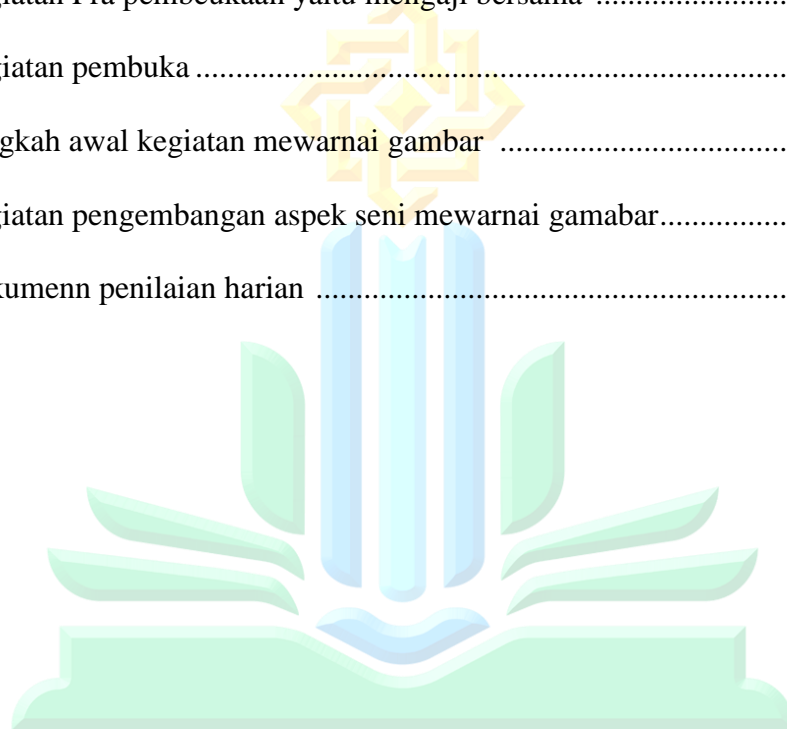 giatan Pra pembeukaan yaitu mengaji bersama ....................
giatan pembuka ..........................................................................
gkah awal kegiatan mewarnai gambar ....................................
giatan pengembangan aspek seni mewarnai gamabar................
kumenn penilaian harian ...........................................................